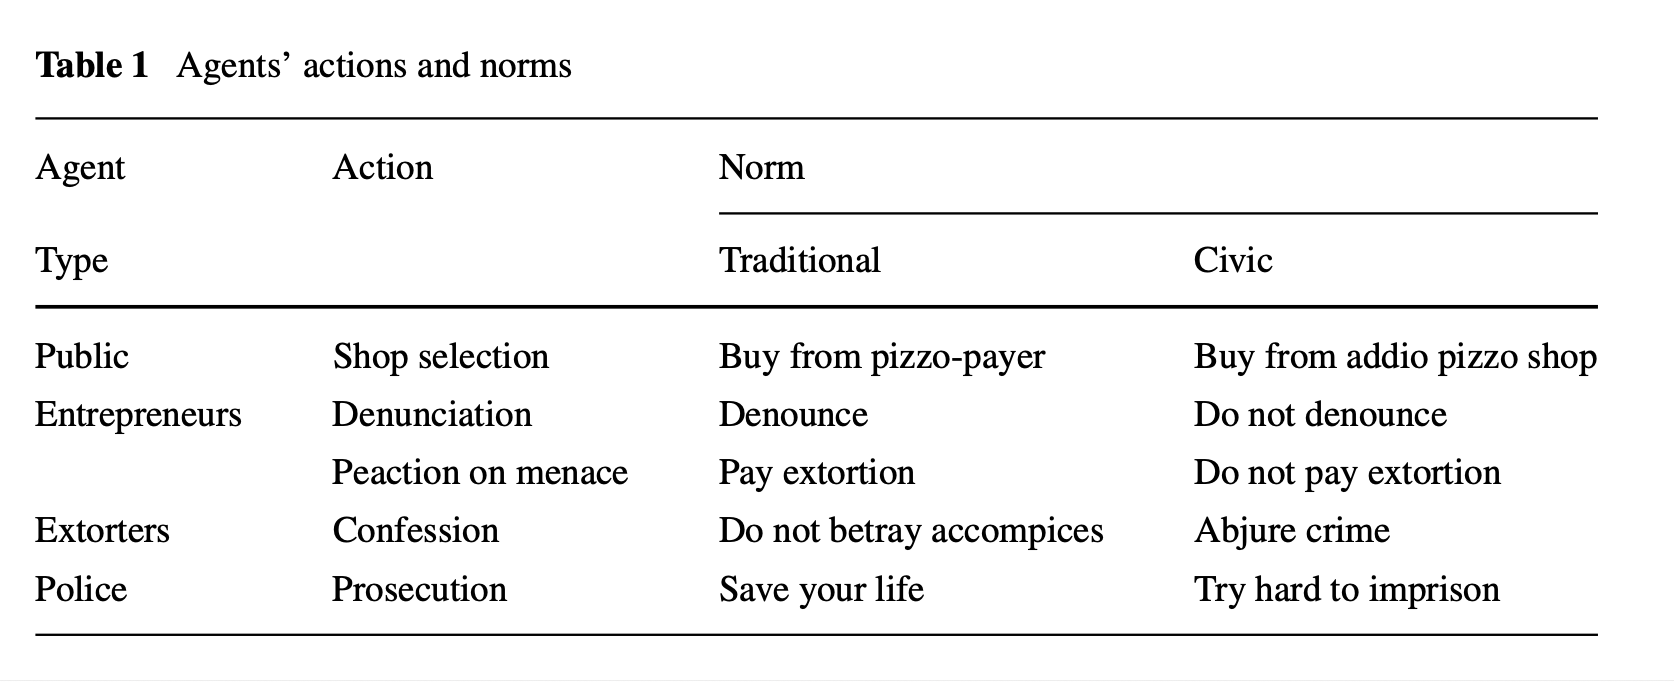 Table 1 Agents' actions and norms
Agent Action Norm
Type Traditional Civic
Public Shop selection Buy from pizzo-payer Buy from addio pizzo shop
Entrepreneurs Denunciation Denounce Do not denounce
Peaction on menace Pay extortion Do not pay extortion
Extorters Confession Do not betray accompices Abjure crime
Police Prosecution Save your life Try hard to imprison